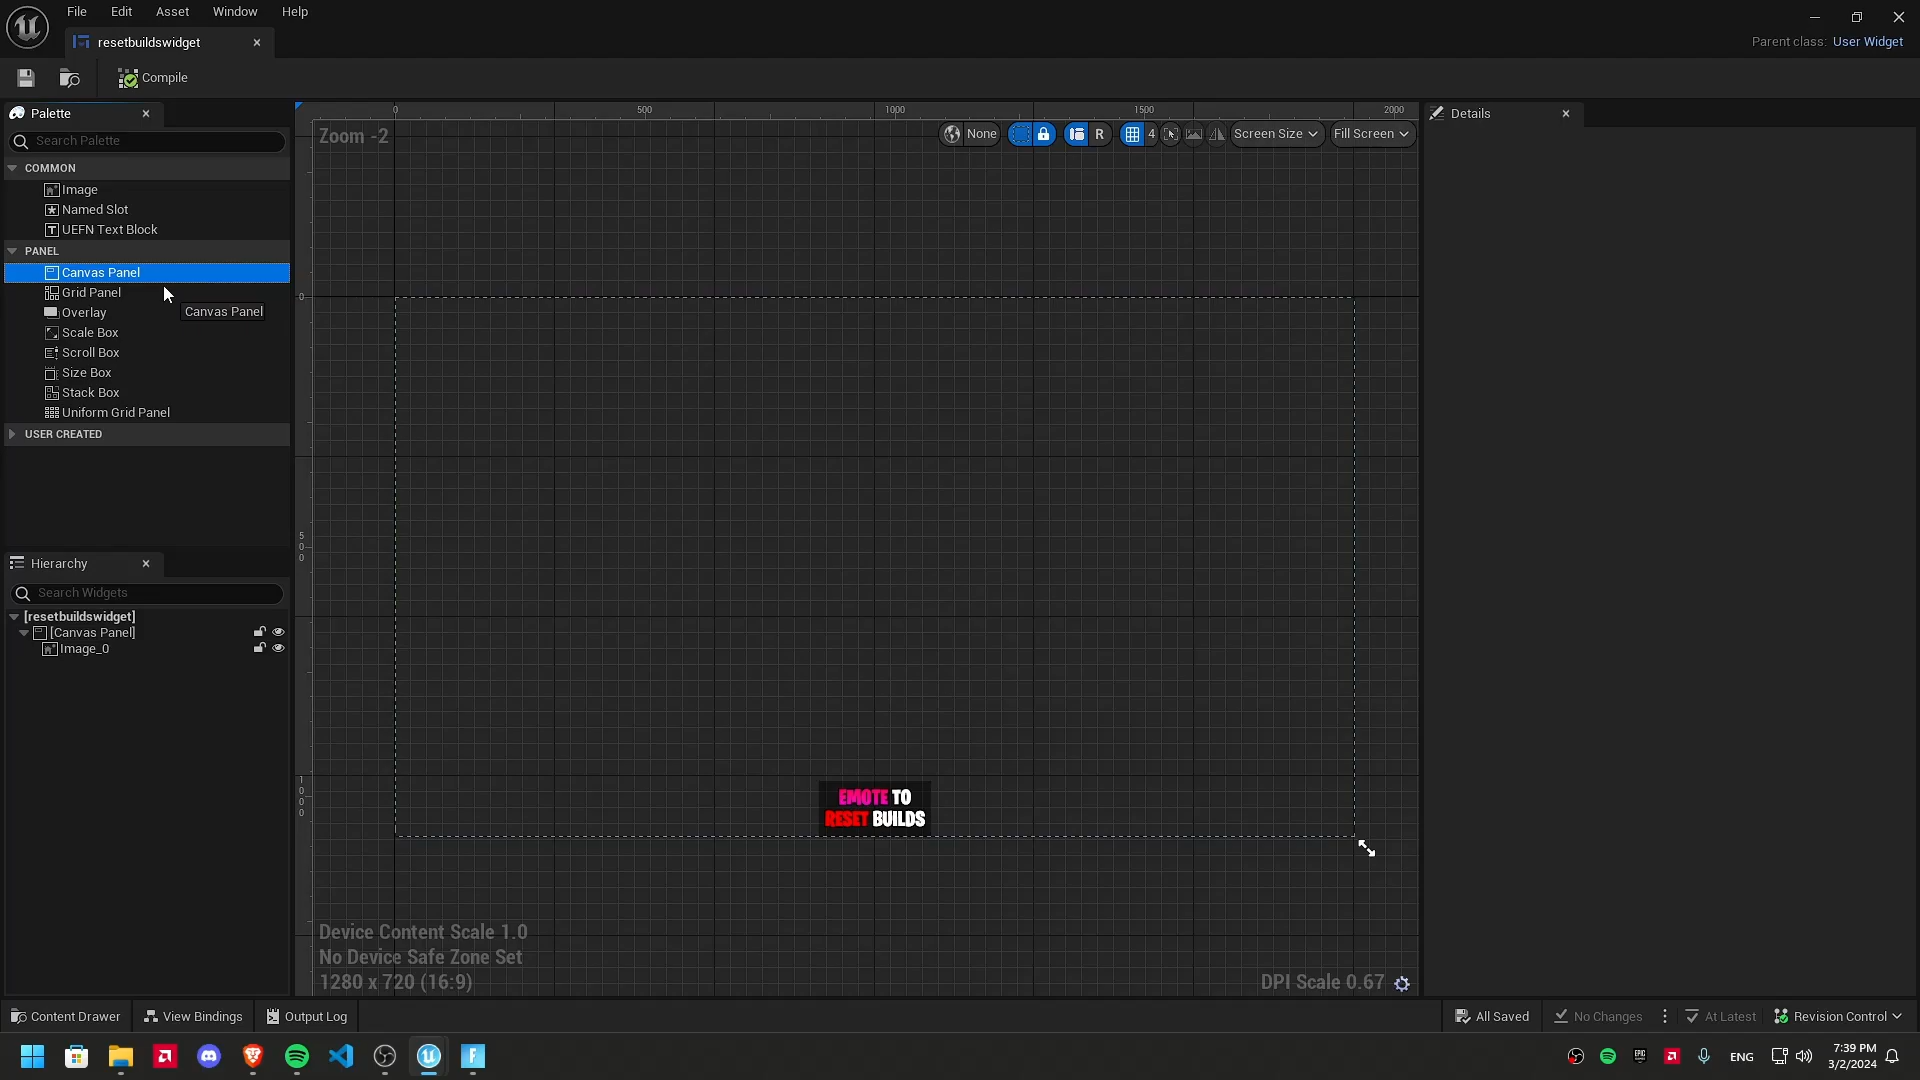 File Edit Asset Window Help
resetbuildswidget
Parent class: User Widget
Compile
Palette
Search Palette
COMMON
Image
Named Slot
UEFN Text Block
PANEL
Canvas Panel
Grid Panel
Canvas Panel
Overlay
Scale Box
Scroll Box
Size Box
Stack Box
Uniform Grid Panel
USER CREATED
Hierarchy
Search Widgets
[resetbuildswidget]
[Canvas Panel]
Image_0
0 500 1000 1500 2000
Zoom -2
None R 4 Screen Size Fill Screen
0
500
1000
EMOTE TO
RESET BUILDS
Device Content Scale 1.0
No Device Safe Zone Set
1280 x 720 (16:9)
DPI Scale 0.67
Details
Content Drawer View Bindings Output Log
All Saved No Changes At Latest Revision Control
ENG
7:39 PM
3/2/2024